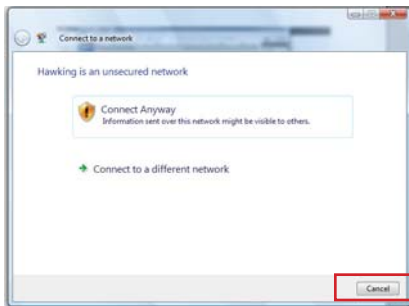 Connect to a network
Hawking is an unsecured network
Connect Anyway
Information sent over this network might be visible to others.
Connect to a different network
Cancel